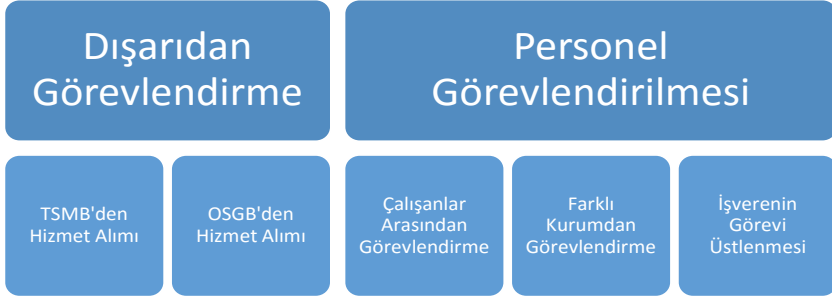 Dışarıdan
Görevlendirme
Personel
Görevlendirilmesi
TSMB'den
Hizmet Alımı
OSGB'den
Hizmet Alımı
Çalışanlar
Arasından
Görevlendirme
Farklı
Kurumdan
Görevlendirme
İşverenin
Görevi
Üstlenmesi